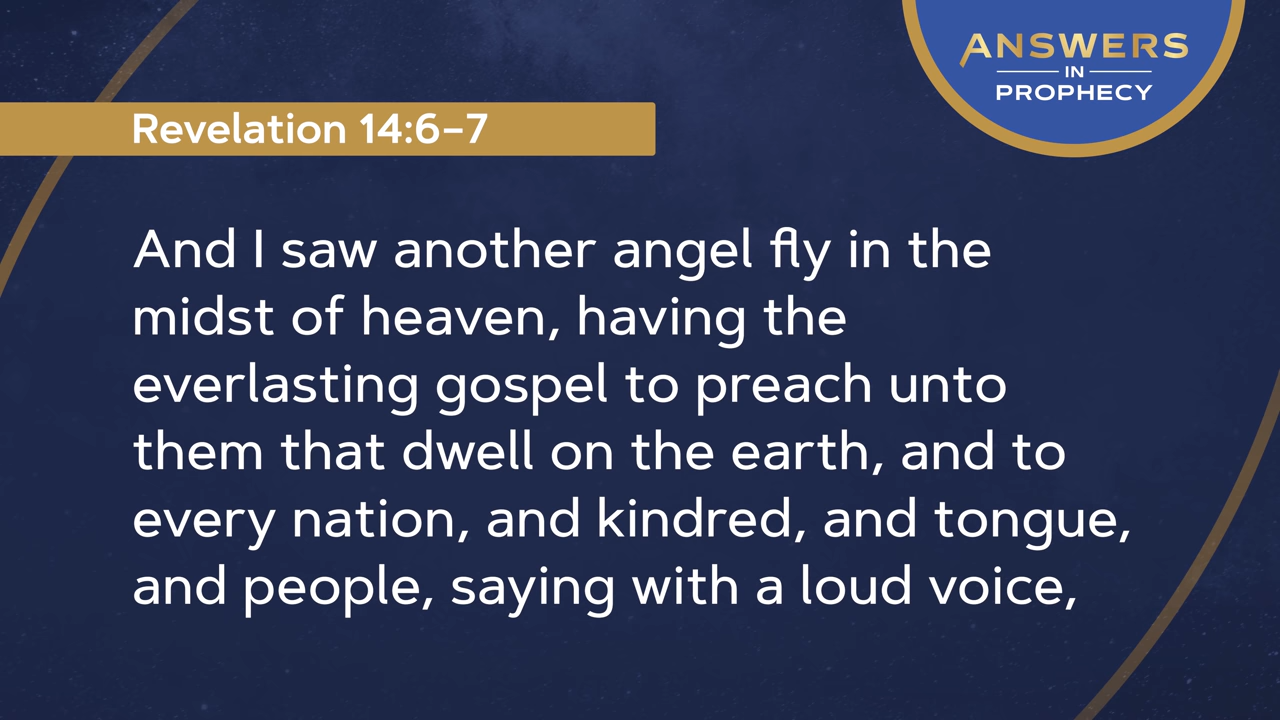 ANSWERS
IN
PROPHECY
Revelation 14:6–7
And I saw another angel fly in the
midst of heaven, having the
everlasting gospel to preach unto
them that dwell on the earth, and to
every nation, and kindred, and tongue,
and people, saying with a loud voice,